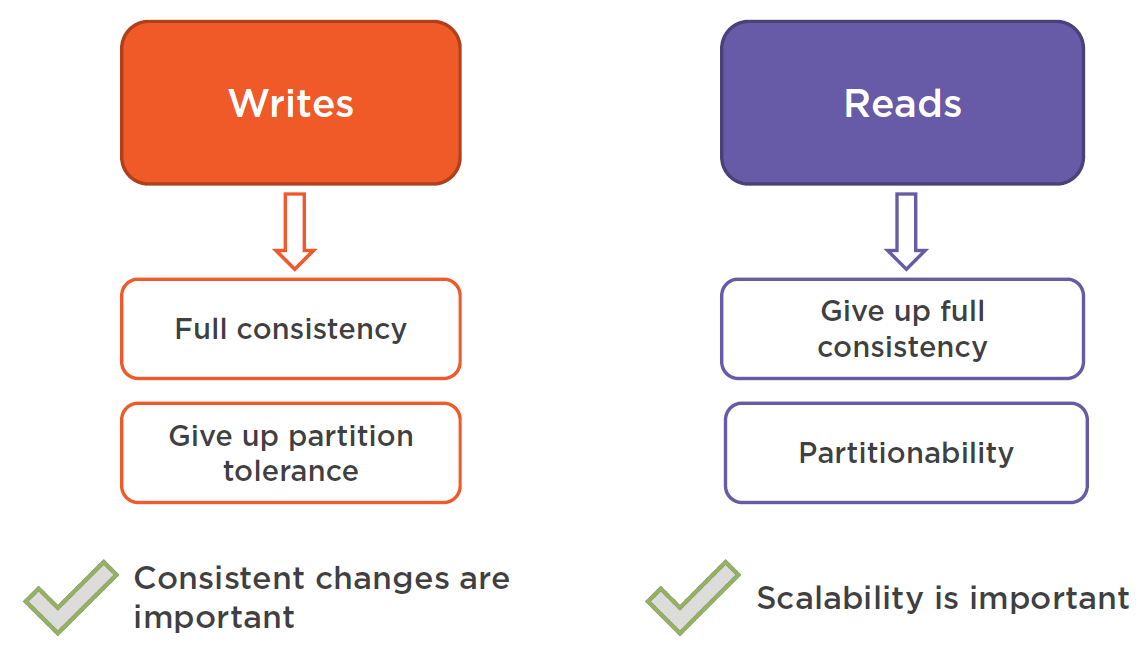 Writes
Full consistency
Give up partition
tolerance
Consistent changes are
important
Reads
Give up full
consistency
Partitionability
Scalability is important